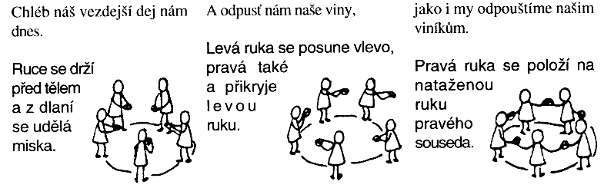 Chléb náš vezdejší dej nám
dnes.
Ruce se drží
před tělem
a z dlaní
se udělá
miska.
A odpusť nám naše viny,
Levá ruka se posune vlevo,
pravá také
a přikryje
levou
ruku.
jako i my odpouštíme našim
viníkům.
Pravá ruka se položí na
nataženou
ruku
pravého
souseda.